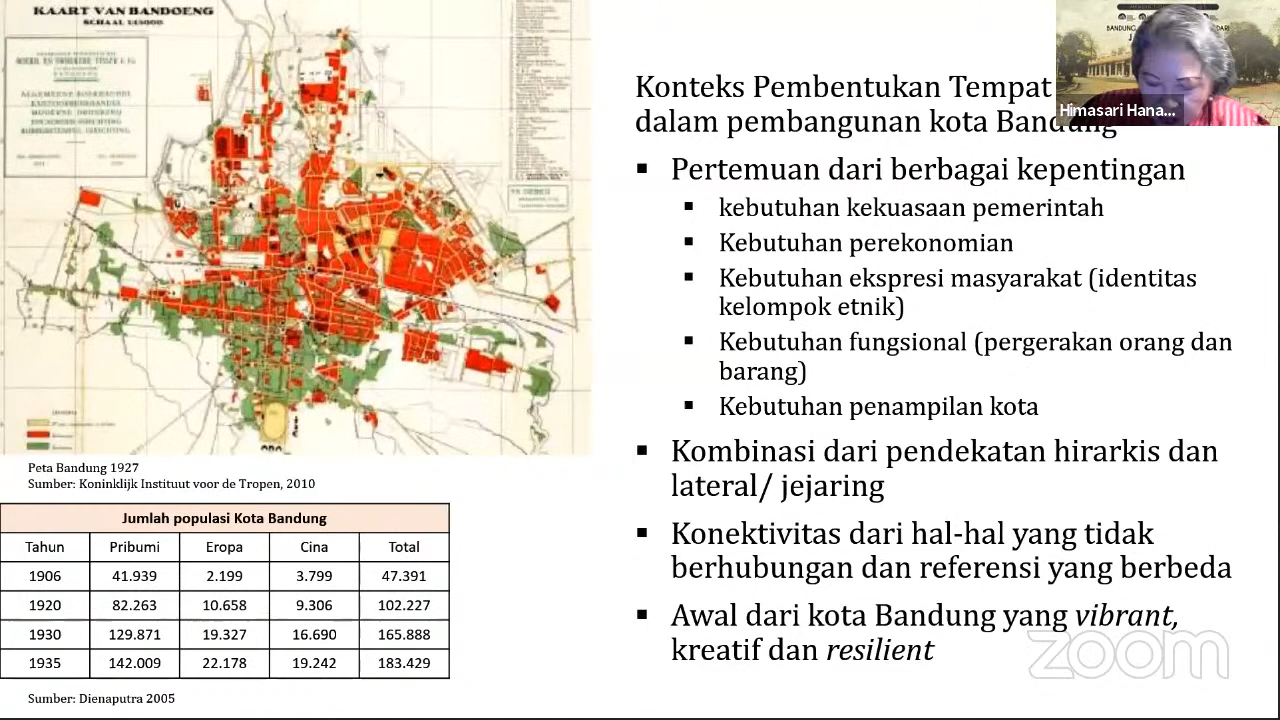 KAART VAN BANDOENG
SCHAAL 1:15000
Peta Bandung 1927
Sumber: Koninklijk Instituut voor de Tropen, 2010
Jumlah populasi Kota Bandung
Tahun Pribumi Eropa Cina Total
1906 41.939 2.199 3.799 47.391
1920 82.263 10.658 9.306 102.227
1930 129.871 19.327 16.690 165.888
1935 142.009 22.178 19.242 183.429
Sumber: Dienaputra 2005
Konteks Pembentukan Tempat
dalam pembangunan kota Bandung
▪ Pertemuan dari berbagai kepentingan
▪ kebutuhan kekuasaan pemerintah
▪ Kebutuhan perekonomian
▪ Kebutuhan ekspresi masyarakat (identitas
kelompok etnik)
▪ Kebutuhan fungsional (pergerakan orang dan
barang)
▪ Kebutuhan penampilan kota
▪ Kombinasi dari pendekatan hirarkis dan
lateral/ jejaring
▪ Konektivitas dari hal-hal yang tidak
berhubungan dan referensi yang berbeda
▪ Awal dari kota Bandung yang vibrant,
kreatif dan resilient
Himasari Hana...
zoom